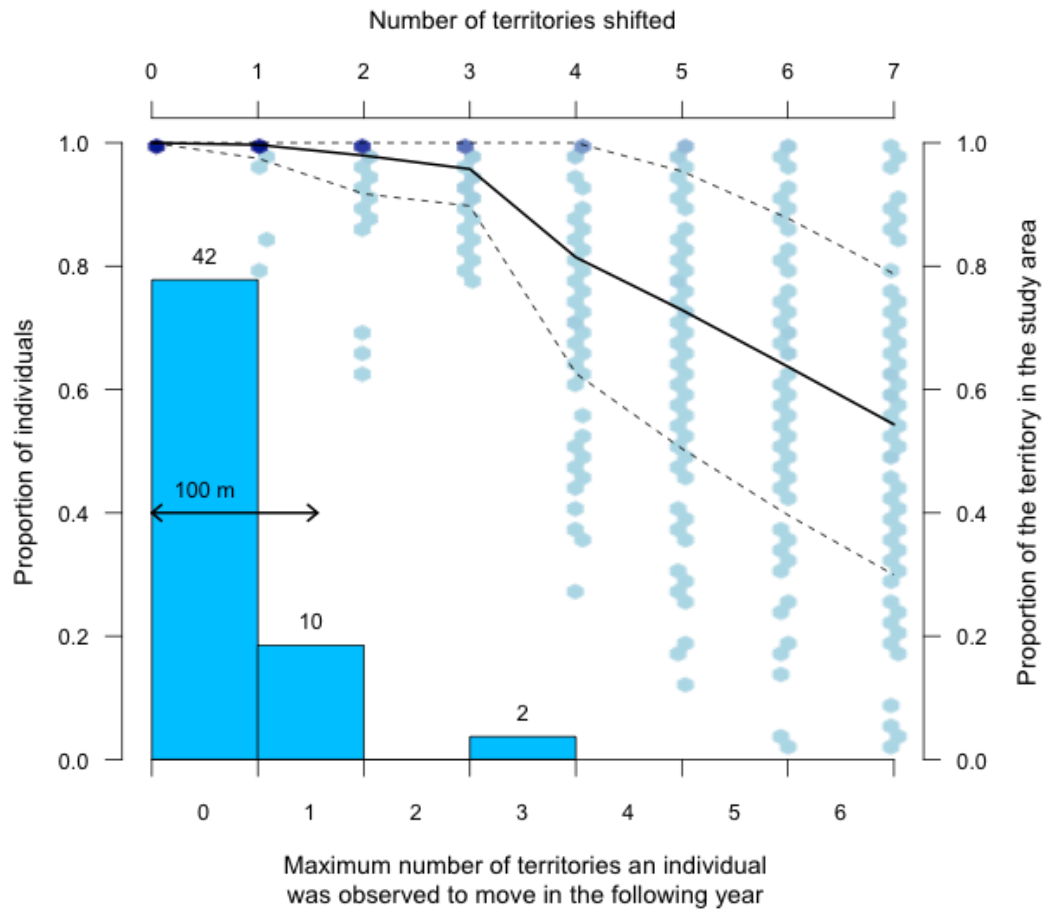 Number of territories shifted
0 1 2 3 4 5 6 7
1.0 1.0
42
0.8 0.8
0.6 0.6
100 m
0.4 0.4
10
0.2 0.2
2
0.0 0.0
Proportion of individuals
Proportion of the territory in the study area
0 1 2 3 4 5 6
Maximum number of territories an individual
was observed to move in the following year